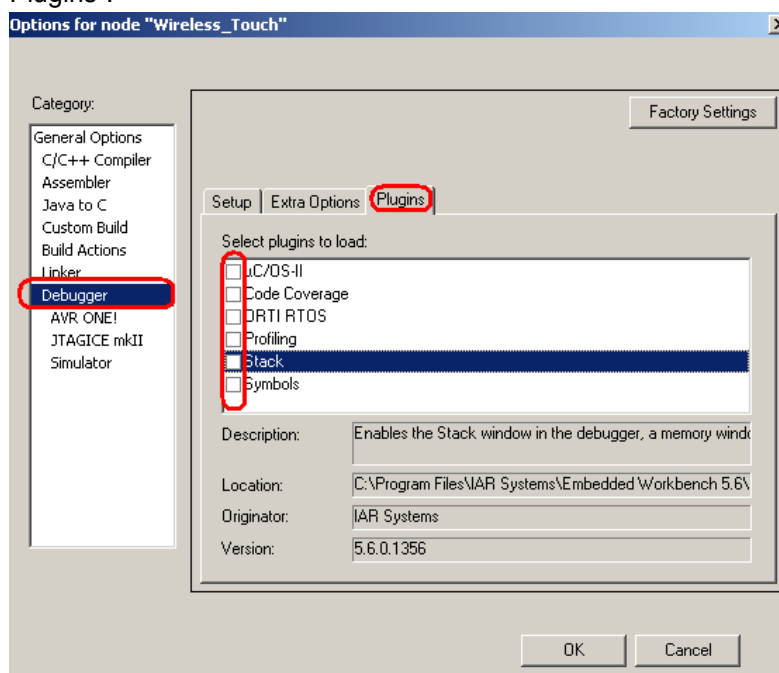 Plugins .
Options for node "Wireless_Touch"
Category:
Factory Settings
General Options
C/C++ Compiler
Assembler
Java to C
Custom Build
Build Actions
Linker
Debugger
AVR ONE!
JTAGICE mkII
Simulator
Setup
Extra Options
Plugins
Select plugins to load:
µC/OS-II
Code Coverage
ORTI RTOS
Profiling
Stack
Symbols
Description:
Enables the Stack window in the debugger, a memory
Location:
C:\Program Files\IAR Systems\Embedded Workbench 5.6\
Originator:
IAR Systems
Version:
5.6.0.1356
OK
Cancel